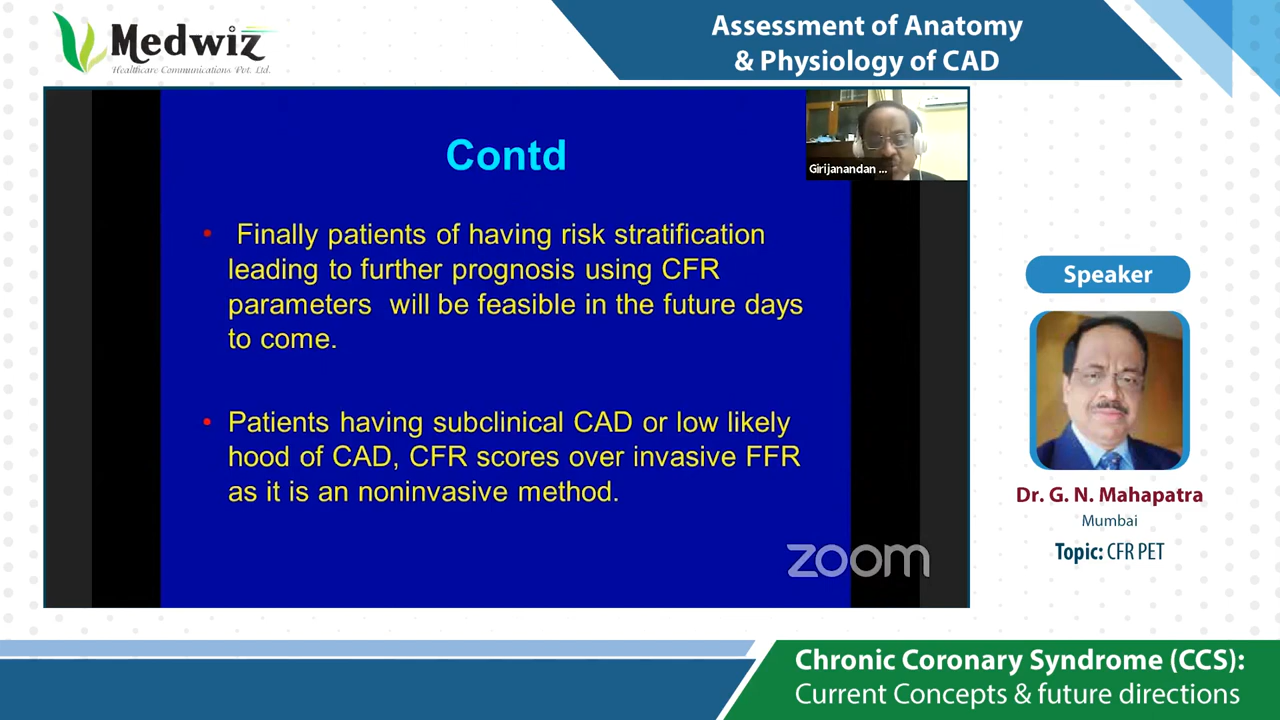 Medwiz
Healthcare Communications Pvt. Ltd.
Assessment of Anatomy
& Physiology of CAD
Contd
Girijanandan ...
• Finally patients of having risk stratification
leading to further prognosis using CFR
parameters will be feasible in the future days
to come.
• Patients having subclinical CAD or low likely
hood of CAD, CFR scores over invasive FFR
as it is an noninvasive method.
zoom
Speaker
Dr. G. N. Mahapatra
Mumbai
Topic: CFR PET
Chronic Coronary Syndrome (CCS):
Current Concepts & future directions